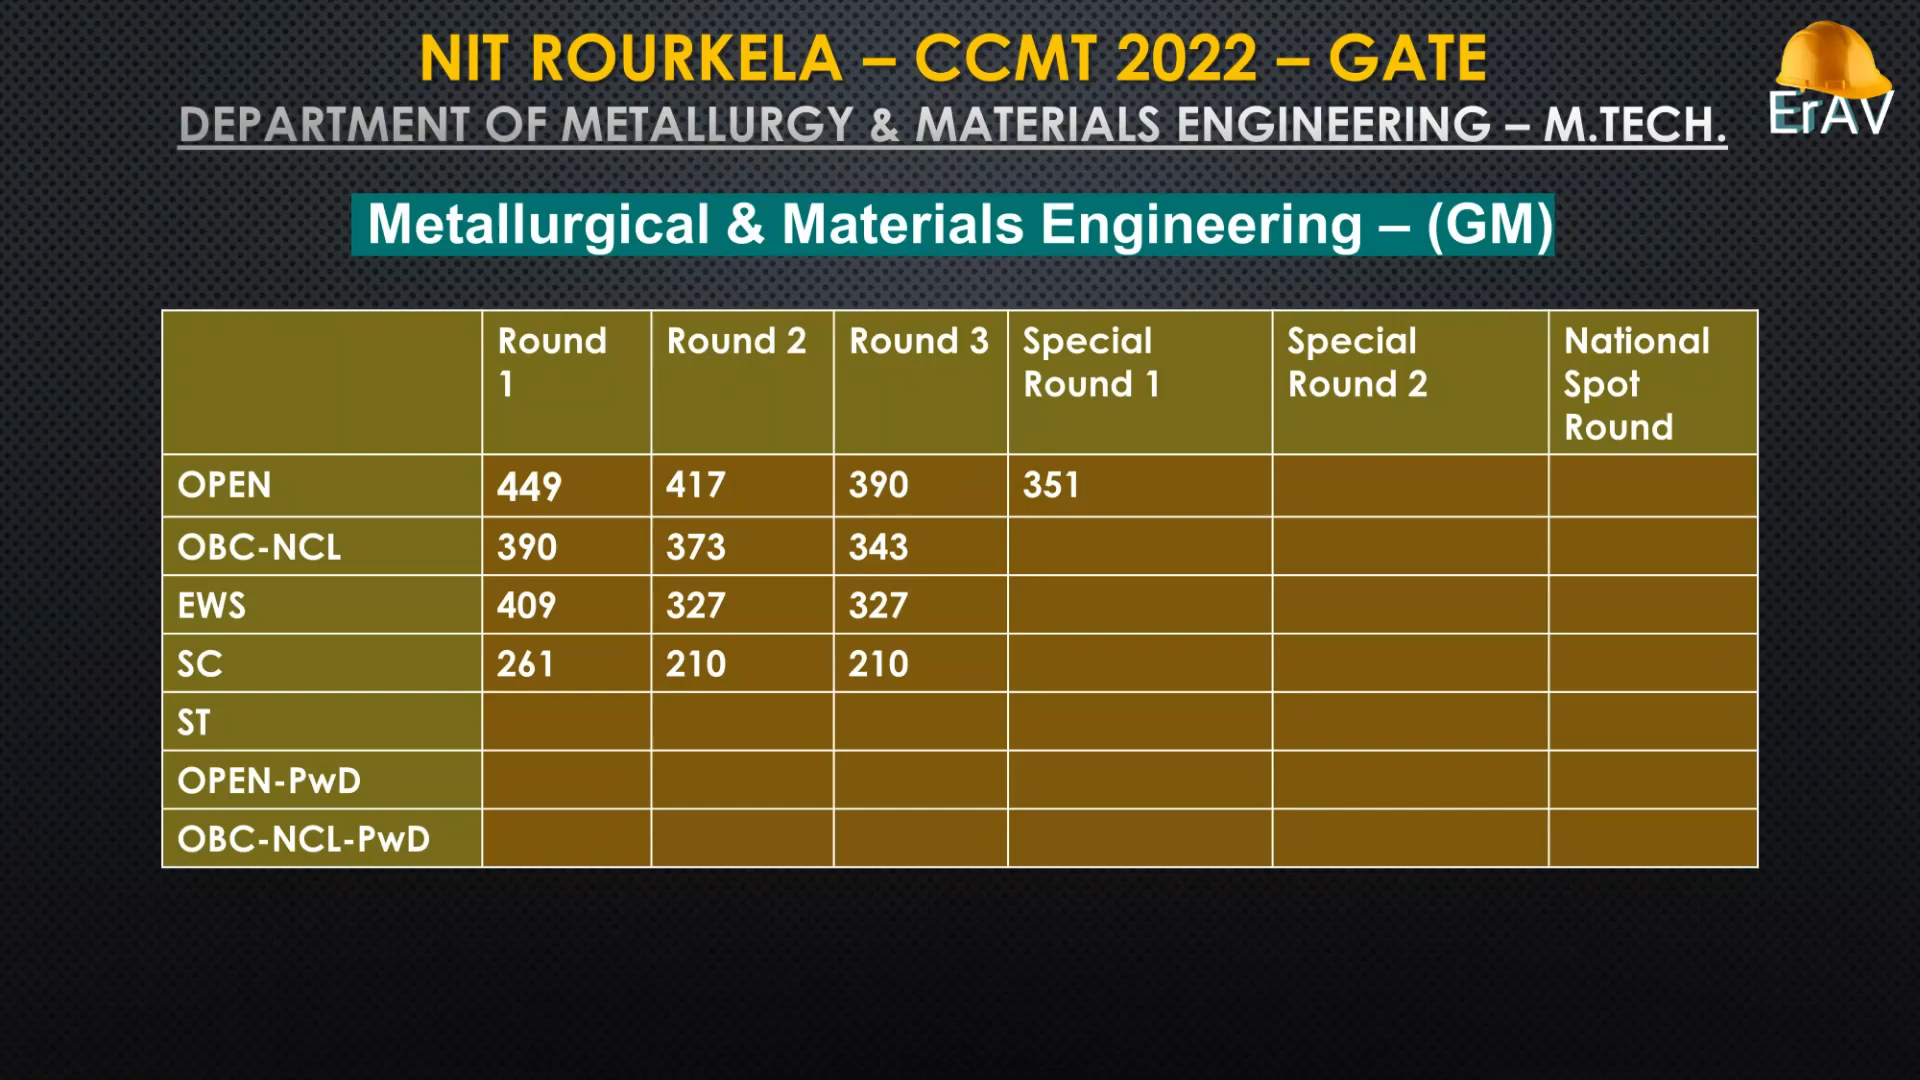 NIT ROURKELA – CCMT 2022 – GATE
DEPARTMENT OF METALLURGY & MATERIALS ENGINEERING – M.TECH.
ErAV
Metallurgical & Materials Engineering – (GM)
Round 1 Round 2 Round 3 Special Round 1 Special Round 2 National Spot Round
OPEN 449 417 390 351
OBC-NCL 390 373 343
EWS 409 327 327
SC 261 210 210
ST
OPEN-PwD
OBC-NCL-PwD